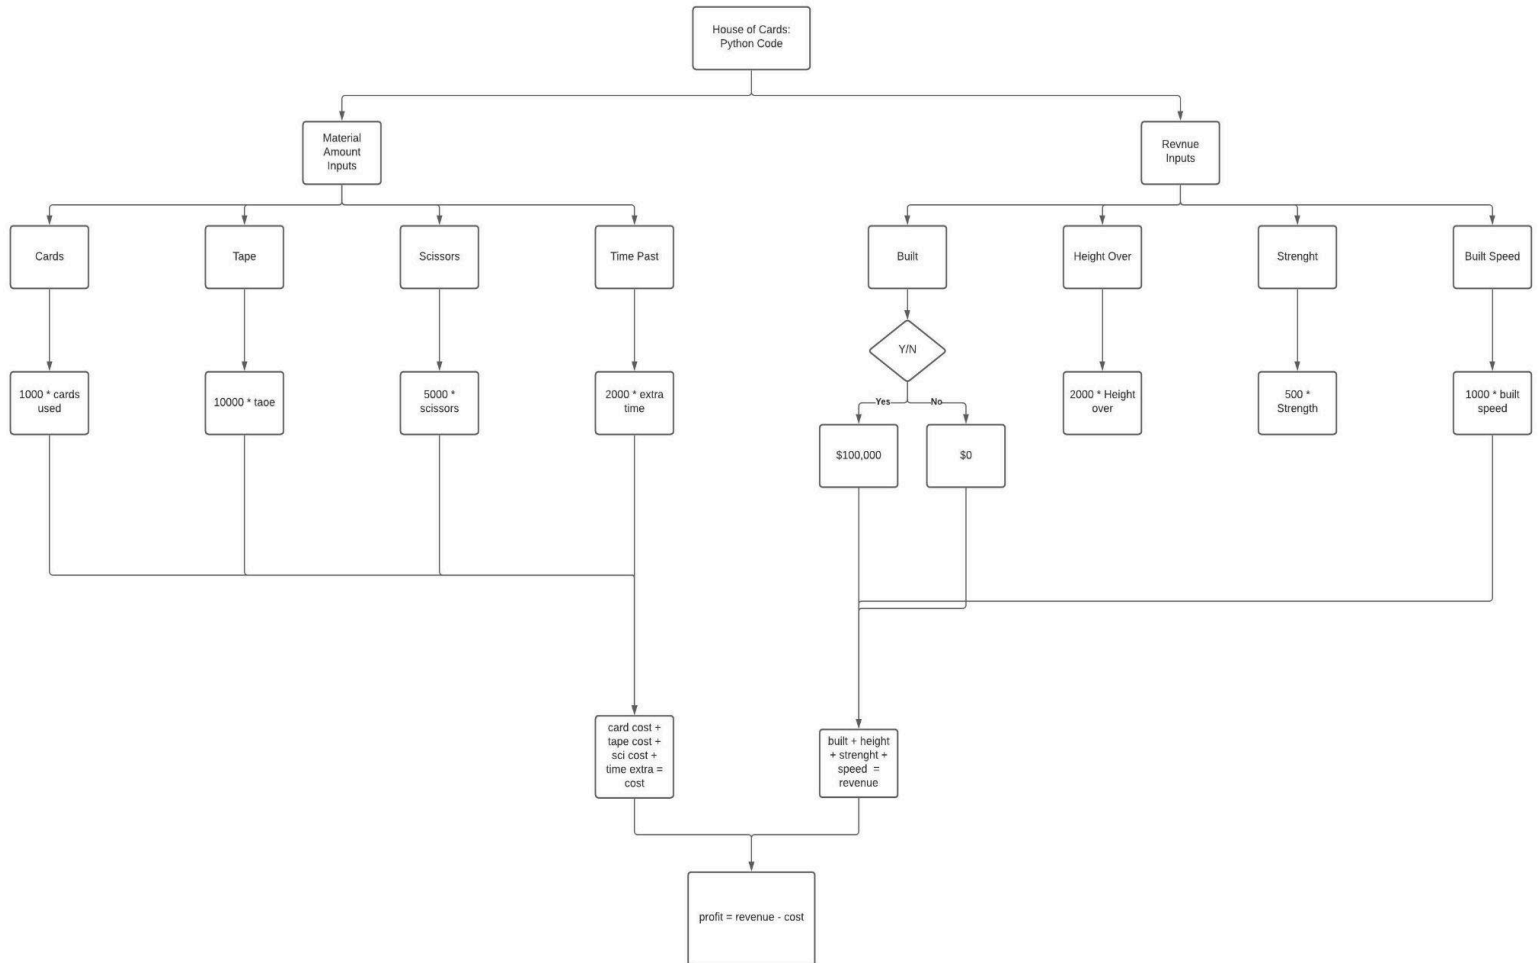 House of Cards:
Python Code
Material
Amount
Inputs
Revnue
Inputs
Cards
Tape
Scissors
Time Past
Built
Height Over
Strenght
Built Speed
Y/N
1000 * cards
used
10000 * taoe
5000 *
scissors
2000 * extra
time
2000 * Height
over
500 *
Strength
1000 * built
speed
Yes
No
$100,000
$0
card cost +
tape cost +
sci cost +
time extra =
cost
built + height
+ strenght +
speed =
revenue
profit = revenue - cost